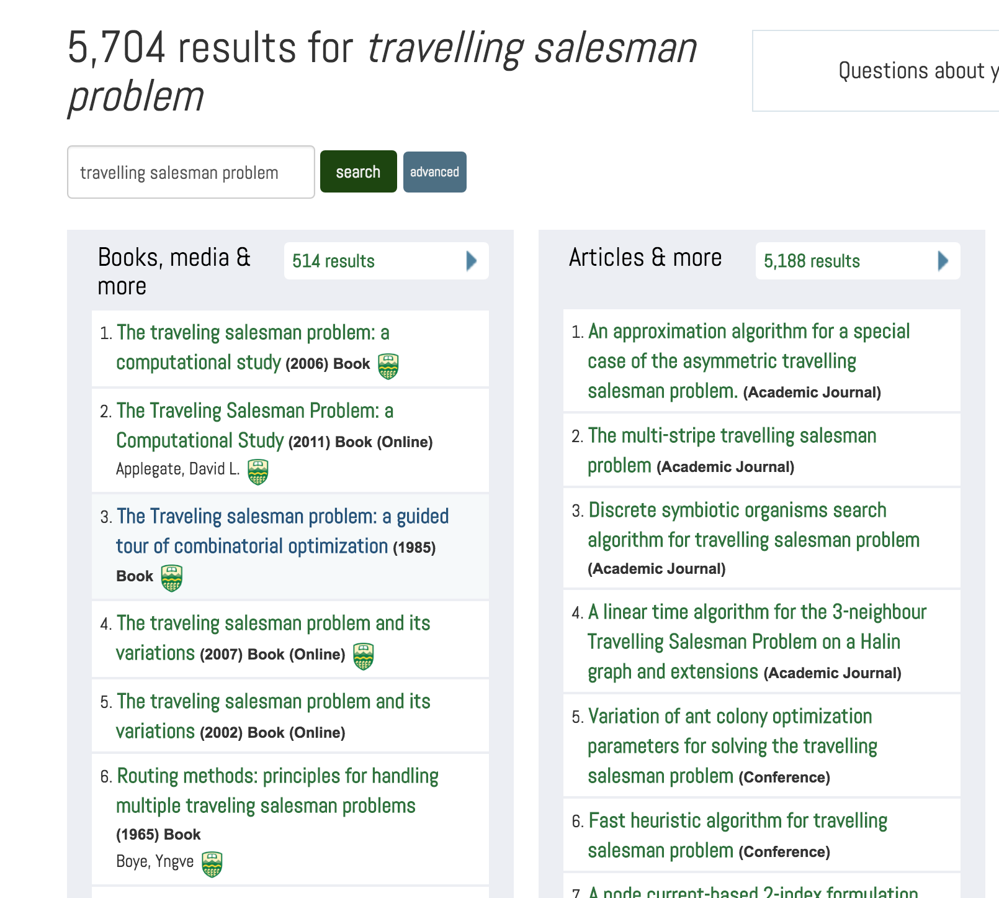 5,704 results for travelling salesman
problem
Questions about
travelling salesman problem
search
advanced
Books, media &
more
514 results
1. The traveling salesman problem: a
computational study (2006) Book
2. The Traveling Salesman Problem: a
Computational Study (2011) Book (Online)
Applegate, David L.
3. The Traveling salesman problem: a guided
tour of combinatorial optimization (1985)
Book
4. The traveling salesman problem and its
variations (2007) Book (Online)
5. The traveling salesman problem and its
variations (2002) Book (Online)
6. Routing methods: principles for handling
multiple traveling salesman problems
(1965) Book
Boye, Yngve
Articles & more
5,188 results
1. An approximation algorithm for a special
case of the asymmetric travelling
salesman problem. (Academic Journal)
2. The multi-stripe travelling salesman
problem (Academic Journal)
3. Discrete symbiotic organisms search
algorithm for travelling salesman problem
(Academic Journal)
4. A linear time algorithm for the 3-neighbour
Travelling Salesman Problem on a Halin
graph and extensions (Academic Journal)
5. Variation of ant colony optimization
parameters for solving the travelling
salesman problem (Conference)
6. Fast heuristic algorithm for travelling
salesman problem (Conference)
7. A node current-based 2-index formulation